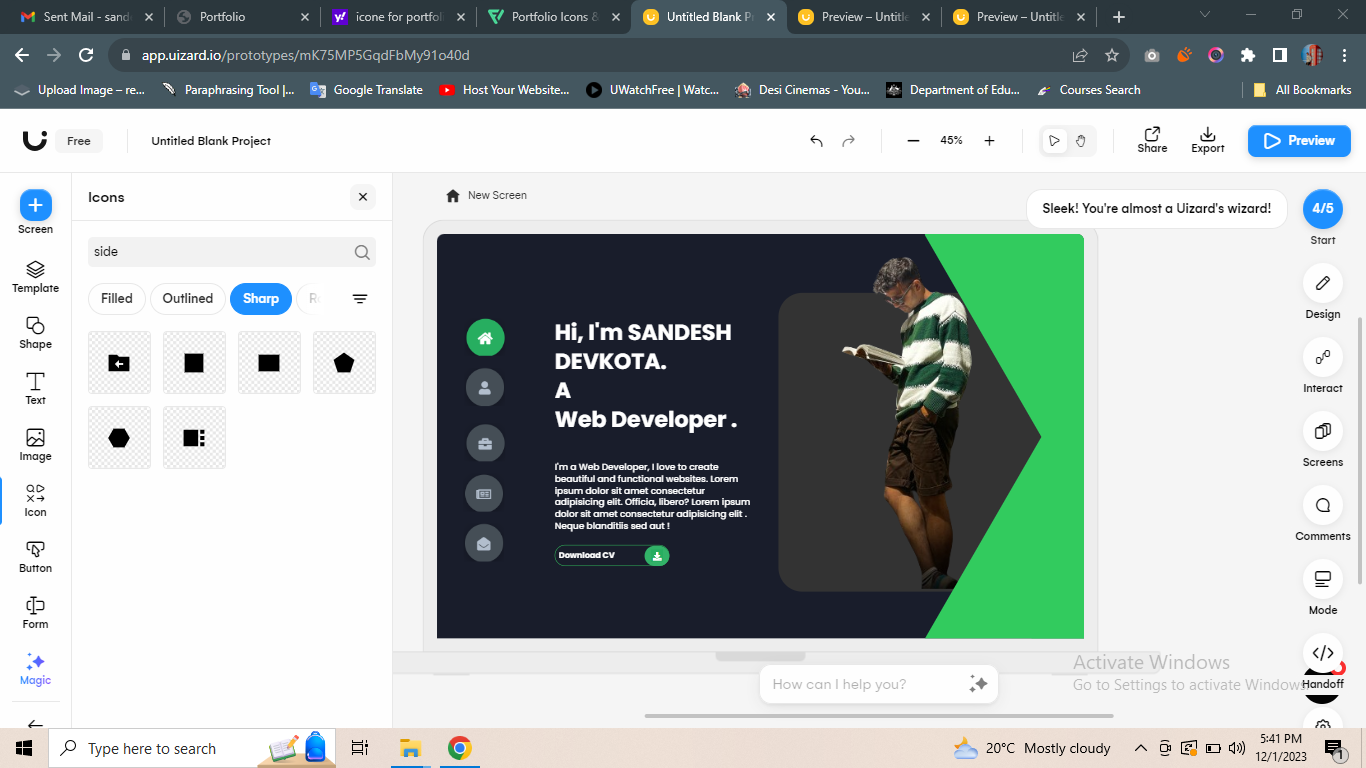 Sent Mail - sand
Portfolio
icone for portfol
Portfolio Icons &
Untitled Blank P
Preview – Untitle
Preview – Untitle
app.uizard.io/prototypes/mK75MP5GqdFbMy91o40d
Upload Image – re...
Paraphrasing Tool |...
Google Translate
Host Your Website...
UWatchFree | Watc...
Desi Cinemas - You...
Department of Edu...
Courses Search
All Bookmarks
Free
Untitled Blank Project
45%
Share
Export
Preview
Screen
Template
Shape
Text
Image
Icon
Button
Form
Magic
Icons
side
Filled
Outlined
Sharp
New Screen
Sleek! You're almost a Uizard's wizard!
Hi, I'm SANDESH
DEVKOTA.
A
Web Developer .
I'm a Web Developer, I love to create
beautiful and functional websites. Lorem
ipsum dolor sit amet consectetur
adipisicing elit. Officia, libero? Lorem ipsum
dolor sit amet consectetur adipisicing elit .
Neque blanditiis sed aut !
Download CV
4/5
Start
Design
Interact
Screens
Comments
Mode
Handoff
How can I help you?
Activate Windows
Go to Settings to activate Windows
Type here to search
20°C Mostly cloudy
5:41 PM
12/1/2023
1